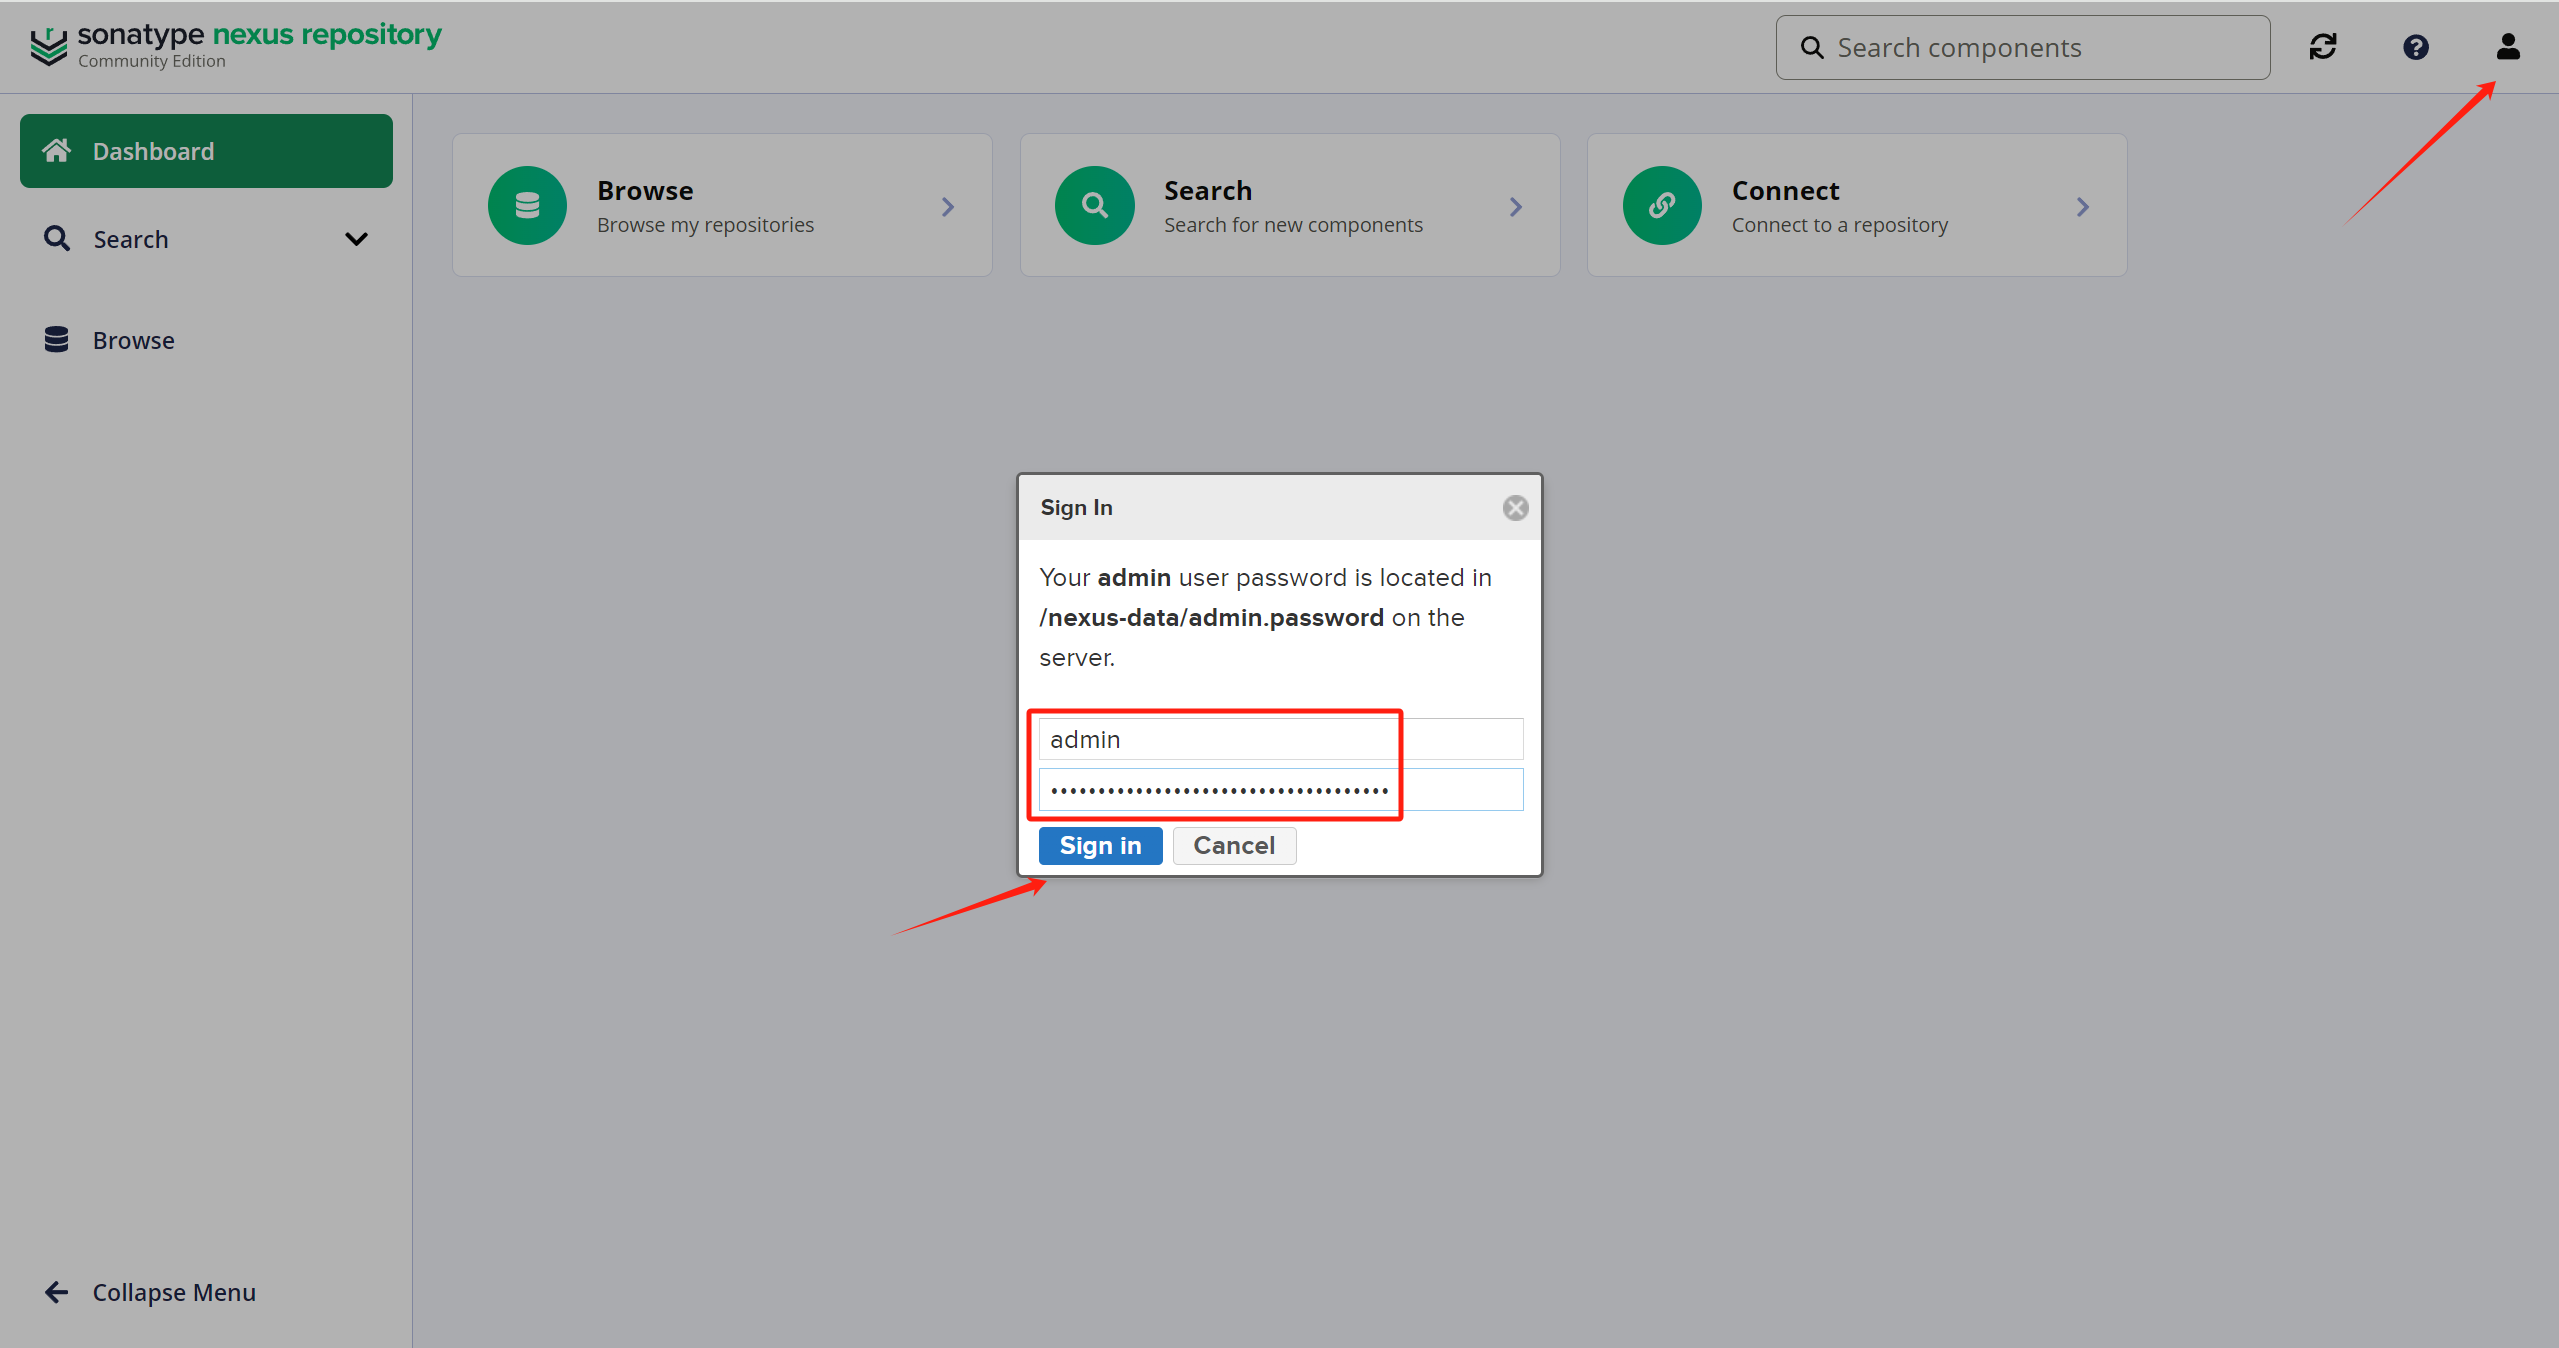 sonatype nexus repository
Community Edition
Search components
Dashboard
Search
Browse
Collapse Menu
Browse
Browse my repositories
Search
Search for new components
Connect
Connect to a repository
Sign In
Your admin user password is located in
/nexus-data/admin.password on the
server.
admin
••••••••••••••••••••••••••••••••••••
Sign in
Cancel